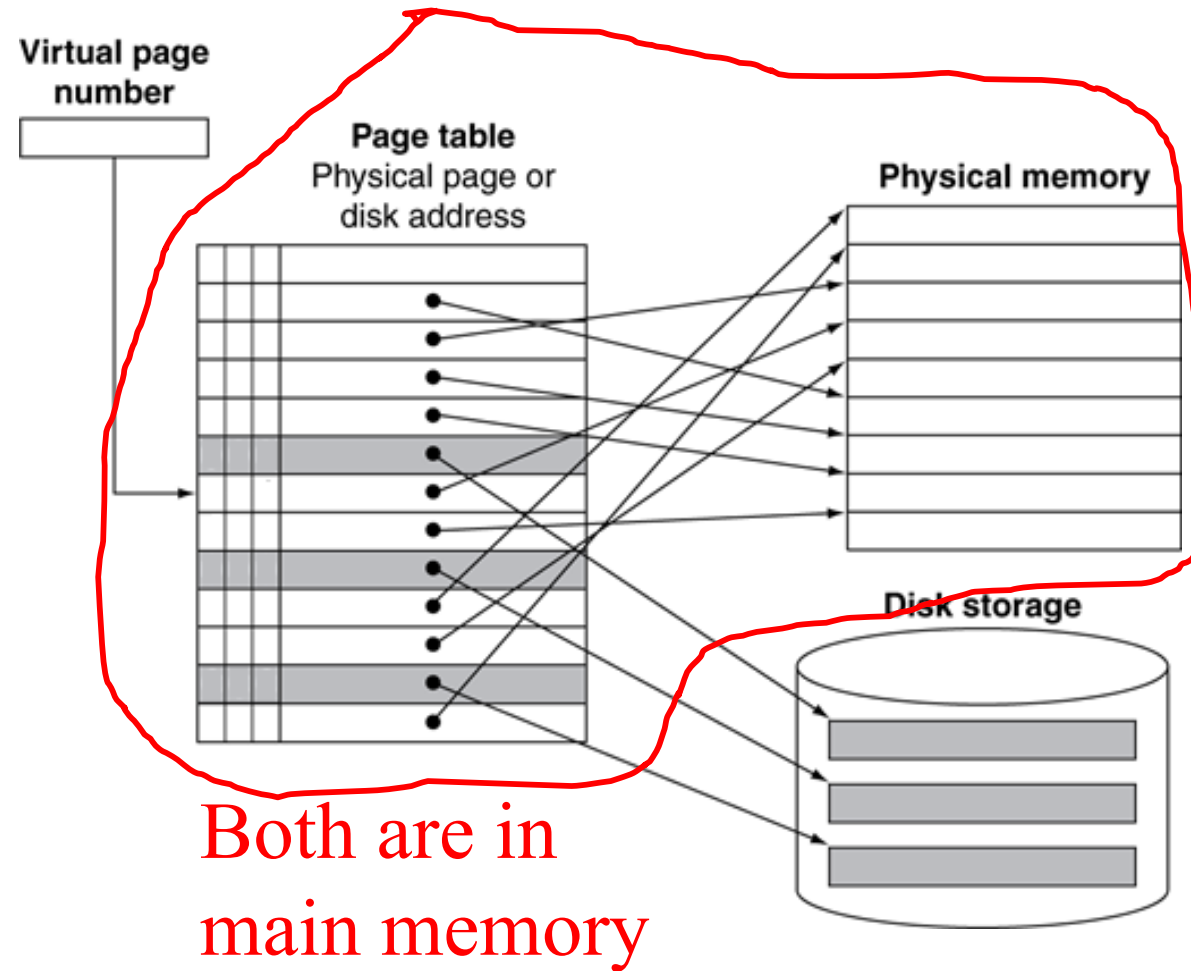 Virtual page
number
Page table
Physical page or
disk address
Physical memory
Disk storage
Both are in
main memory